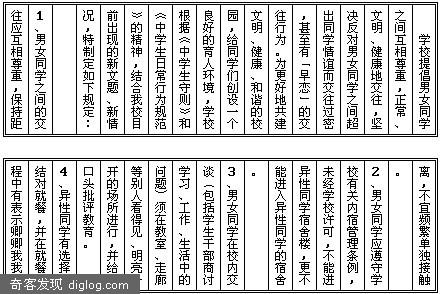 学校提倡男女同学
之间互相尊重，正常、
文明、健康地交往，坚
决反对男女同学之间超
出同学情谊而交往过密
，甚至有「早恋」的交
往行为。为更好地共建
文明、健康、和谐的校
园，给同学们创设一个
良好的育人环境，学校
根据《中学生守则》和
《中学生日常行为规范
》的精神，结合我校目
前出现的新文题、新情
况，特制定如下规定：
1、男女同学之间的交
往应互相尊重，保持距
离，不宜频繁单独接触
。
2、男女同学应遵守学
校有关内宿管理条例，
未经学校许可，不能进
异性同学宿舍楼，更不
能进入异性同学的宿舍
。
3、男女同学在校内交
谈（包括学生干部商讨
学习、工作、生活中的
问题）须在教室、走廊
等别人看得见、明亮
开的场所进行，并给
口头批评教育。
4、异性同学有选择
结对就餐，并在就餐
程中有表示卿卿我我
奇客发现 diglog.com